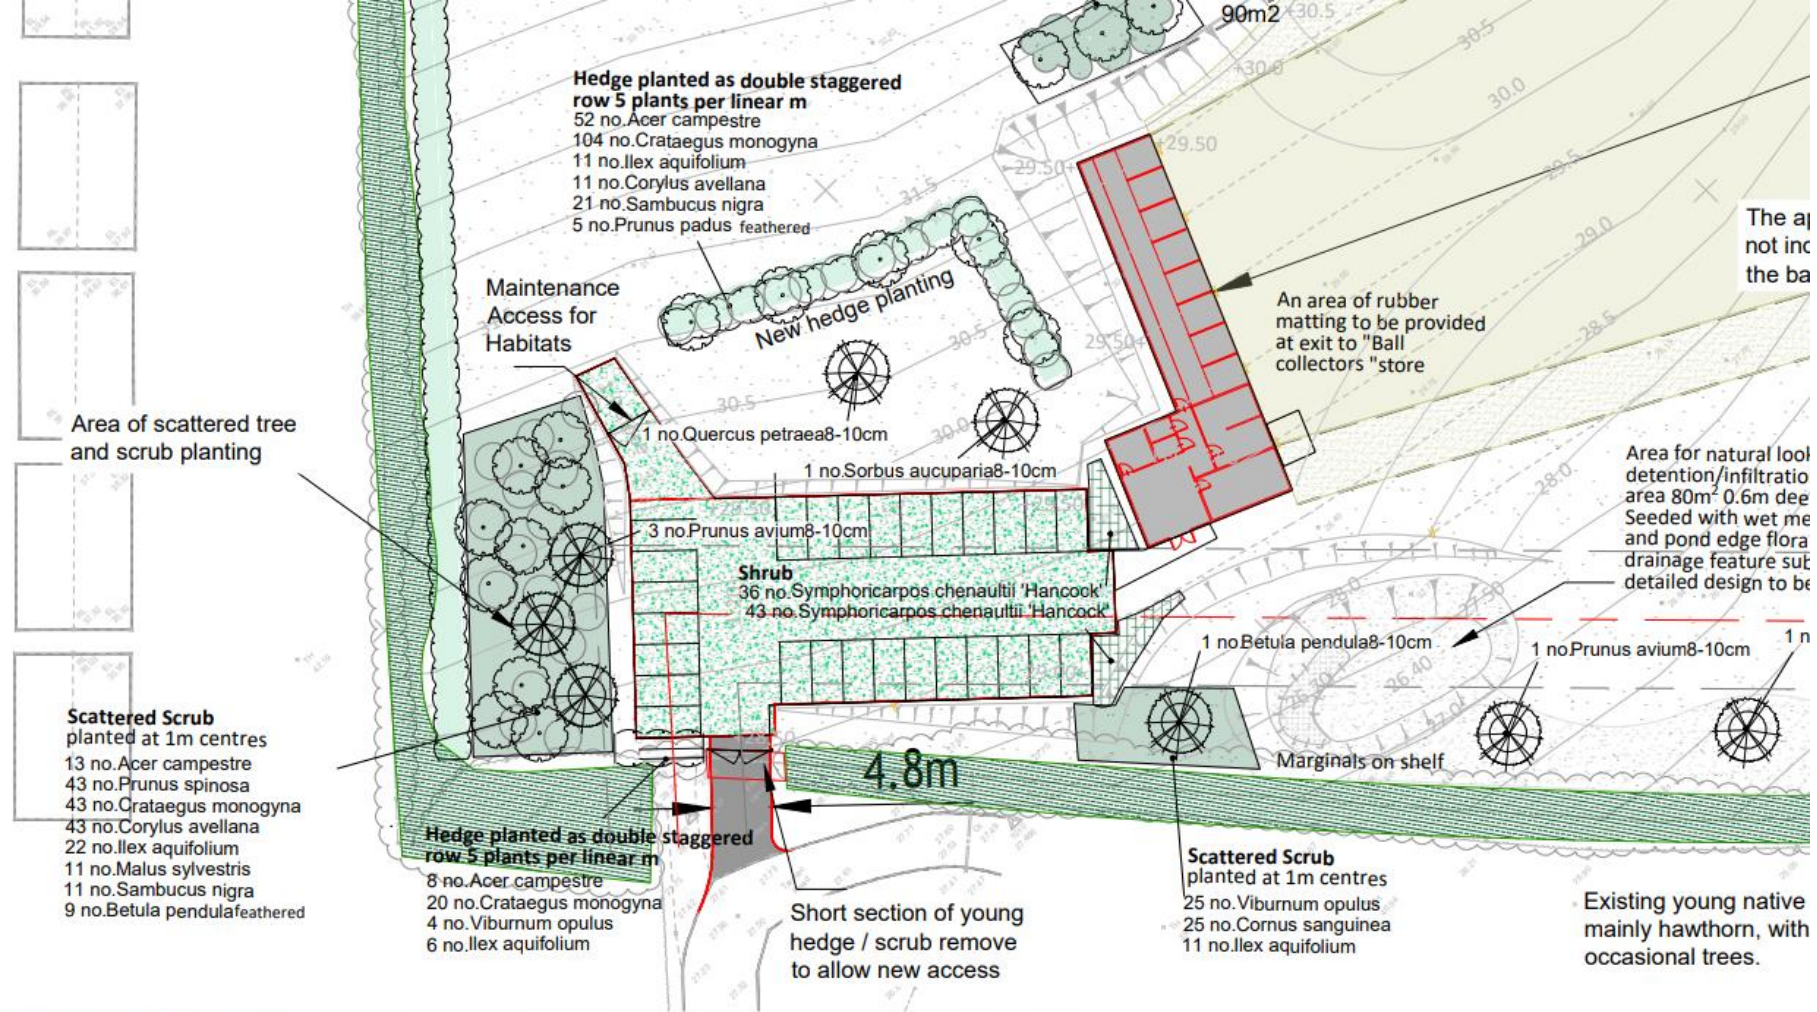 90m2
+30.5
30.5
+30.0
30.0
Hedge planted as double staggered
row 5 plants per linear m
52 no.Acer campestre
104 no.Crataegus monogyna
11 no.Ilex aquifolium
11 no.Corylus avellana
21 no.Sambucus nigra
5 no.Prunus padus feathered
+29.50
29.50+
29.5
31.5
29.0
The ap
not inc
the ba
Maintenance
Access for
Habitats
New hedge planting
30.5
29.50+
28.5
An area of rubber
matting to be provided
at exit to "Ball
collectors "store
Area of scattered tree
and scrub planting
30.5
30.0
1 no.Quercus petraea8-10cm
1 no.Sorbus aucuparia8-10cm
28.0
Area for natural look
detention/infiltratio
area 80m² 0.6m dee
Seeded with wet me
and pond edge flora
drainage feature sub
detailed design to be
3 no.Prunus avium8-10cm
Shrub
36 no.Symphoricarpos chenaultii 'Hancock'
43 no.Symphoricarpos chenaultii 'Hancock'
27.50
1 no.Betula pendula8-10cm
1 no.Prunus avium8-10cm
1 n
26.40
27.0
Marginals on shelf
4.8m
Scattered Scrub
planted at 1m centres
13 no.Acer campestre
43 no.Prunus spinosa
43 no.Crataegus monogyna
43 no.Corylus avellana
22 no.Ilex aquifolium
11 no.Malus sylvestris
11 no.Sambucus nigra
9 no.Betula pendulafeathered
Hedge planted as double staggered
row 5 plants per linear m
8 no.Acer campestre
20 no.Crataegus monogyna
4 no.Viburnum opulus
6 no.Ilex aquifolium
Short section of young
hedge / scrub remove
to allow new access
Scattered Scrub
planted at 1m centres
25 no.Viburnum opulus
25 no.Cornus sanguinea
11 no.Ilex aquifolium
Existing young native
mainly hawthorn, with
occasional trees.